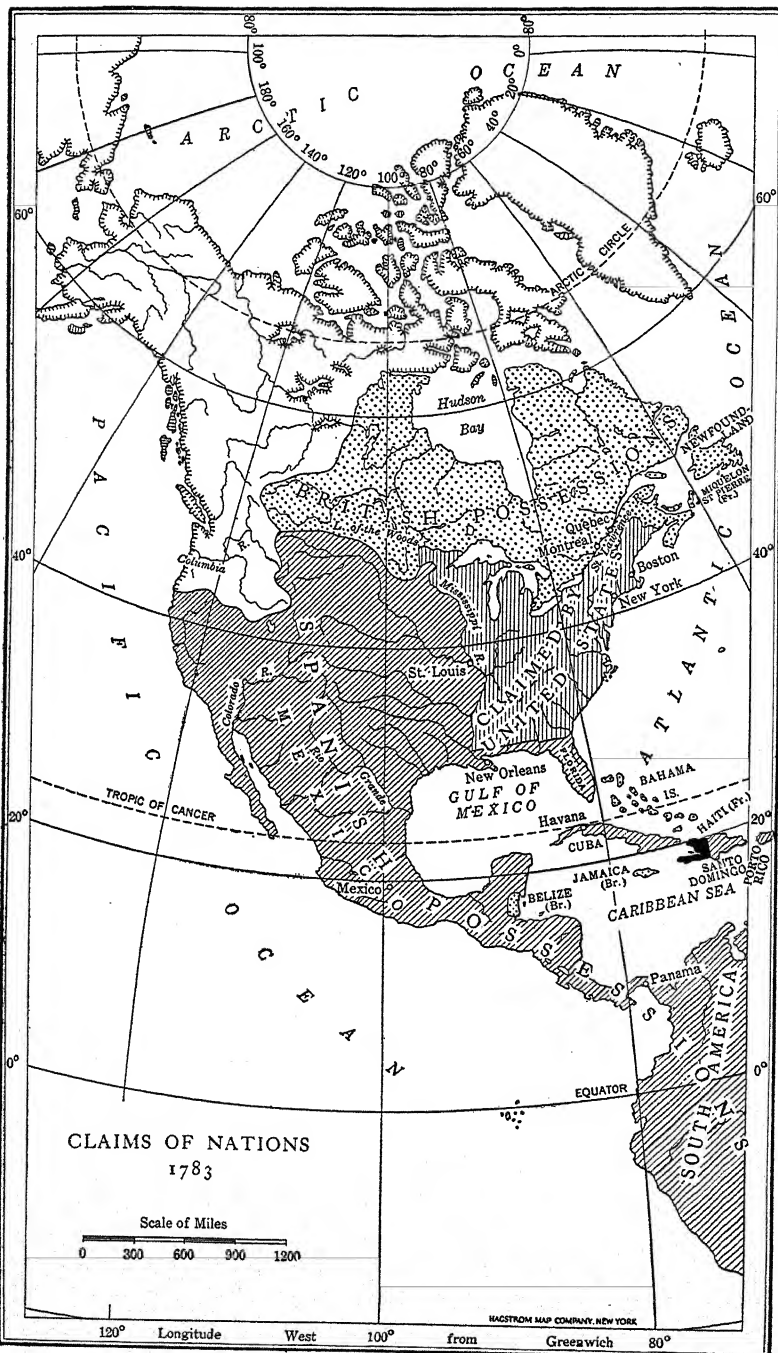 80° 80°
100° 0°
180° 20°
160° 40°
140° 60°
120° 100° 80°
ARCTIC OCEAN
60° 60°
ARCTIC CIRCLE
Hudson
Bay
NEWFOUND-
LAND
MIQUELON
ST PIERRE
(Fr.)
BRITISH POSSESSIONS
L. of the Woods
Quebec
Montreal
St. Lawrence
Boston
New York
Columbia
R.
40° 40°
PACIFIC
OCEAN
ATLANTIC OCEAN
Mississippi
R.
St. Louis
CLAIMED BY
UNITED STATES
Colorado
R.
Rio
Grande
MEXICO
SPANISH POSSESSIONS
New Orleans
FLORIDA
GULF OF
MEXICO
BAHAMA
IS.
TROPIC OF CANCER
Havana
20° 20°
CUBA
HAITI (Fr.)
JAMAICA
(Br.)
SANTO
DOMINGO
PORTO
RICO
Mexico
BELIZE
(Br.)
CARIBBEAN SEA
Panama
SOUTH AMERICA
0° 0°
EQUATOR
CLAIMS OF NATIONS
1783
Scale of Miles
0 300 600 900 1200
HAGSTROM MAP COMPANY, NEW YORK
120° Longitude West 100° from Greenwich 80°